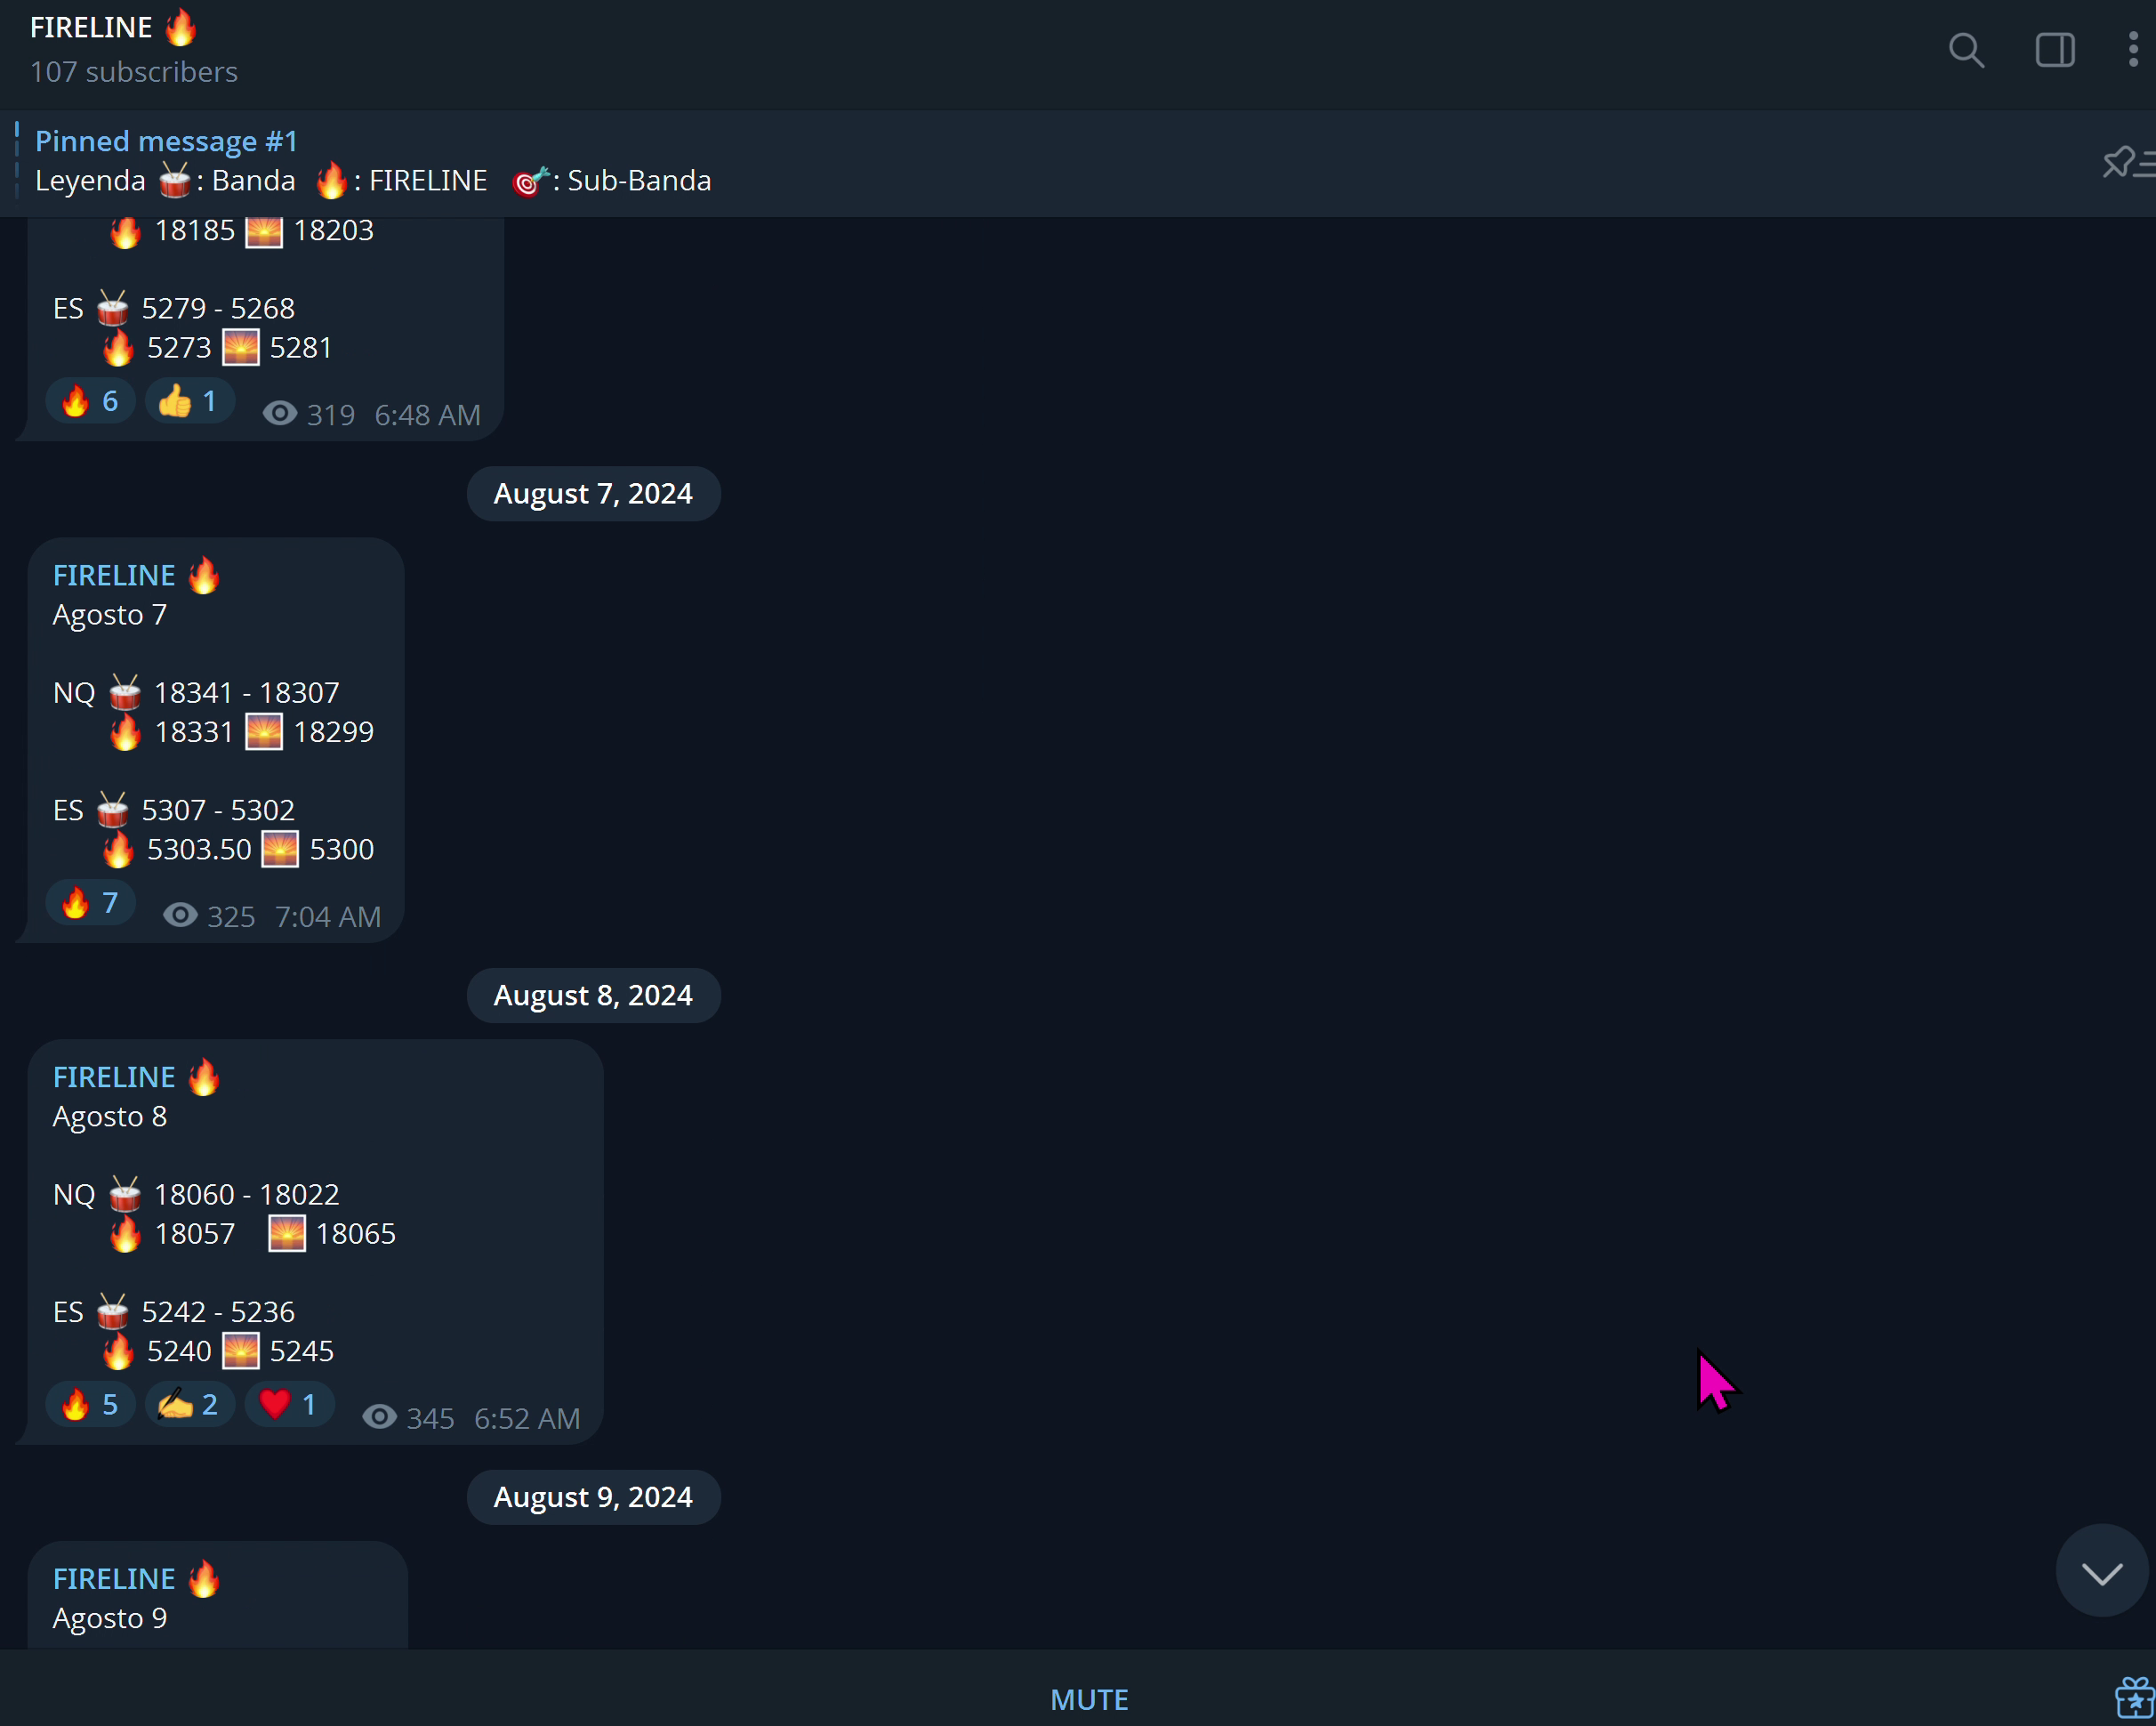 FIRELINE 🔥
107 subscribers
Pinned message #1
Leyenda 🥁: Banda 🔥: FIRELINE 🎯: Sub-Banda
🔥 18185 🌅 18203
ES 🥁 5279 - 5268
🔥 5273 🌅 5281
🔥 6 👍 1 319 6:48 AM
August 7, 2024
FIRELINE 🔥
Agosto 7
NQ 🥁 18341 - 18307
🔥 18331 🌅 18299
ES 🥁 5307 - 5302
🔥 5303.50 🌅 5300
🔥 7 325 7:04 AM
August 8, 2024
FIRELINE 🔥
Agosto 8
NQ 🥁 18060 - 18022
🔥 18057 🌅 18065
ES 🥁 5242 - 5236
🔥 5240 🌅 5245
🔥 5 ✍️ 2 ❤️ 1 345 6:52 AM
August 9, 2024
FIRELINE 🔥
Agosto 9
MUTE